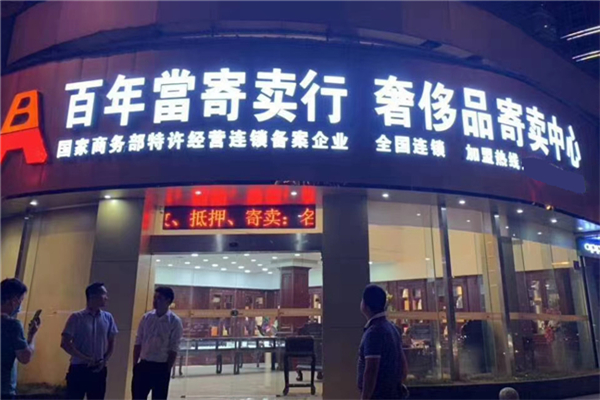 百年當寄卖行 奢侈品寄卖中心
国家商务部特许经营连锁备案企业 全国连锁 加盟热线
、抵押、寄卖：名
oppo